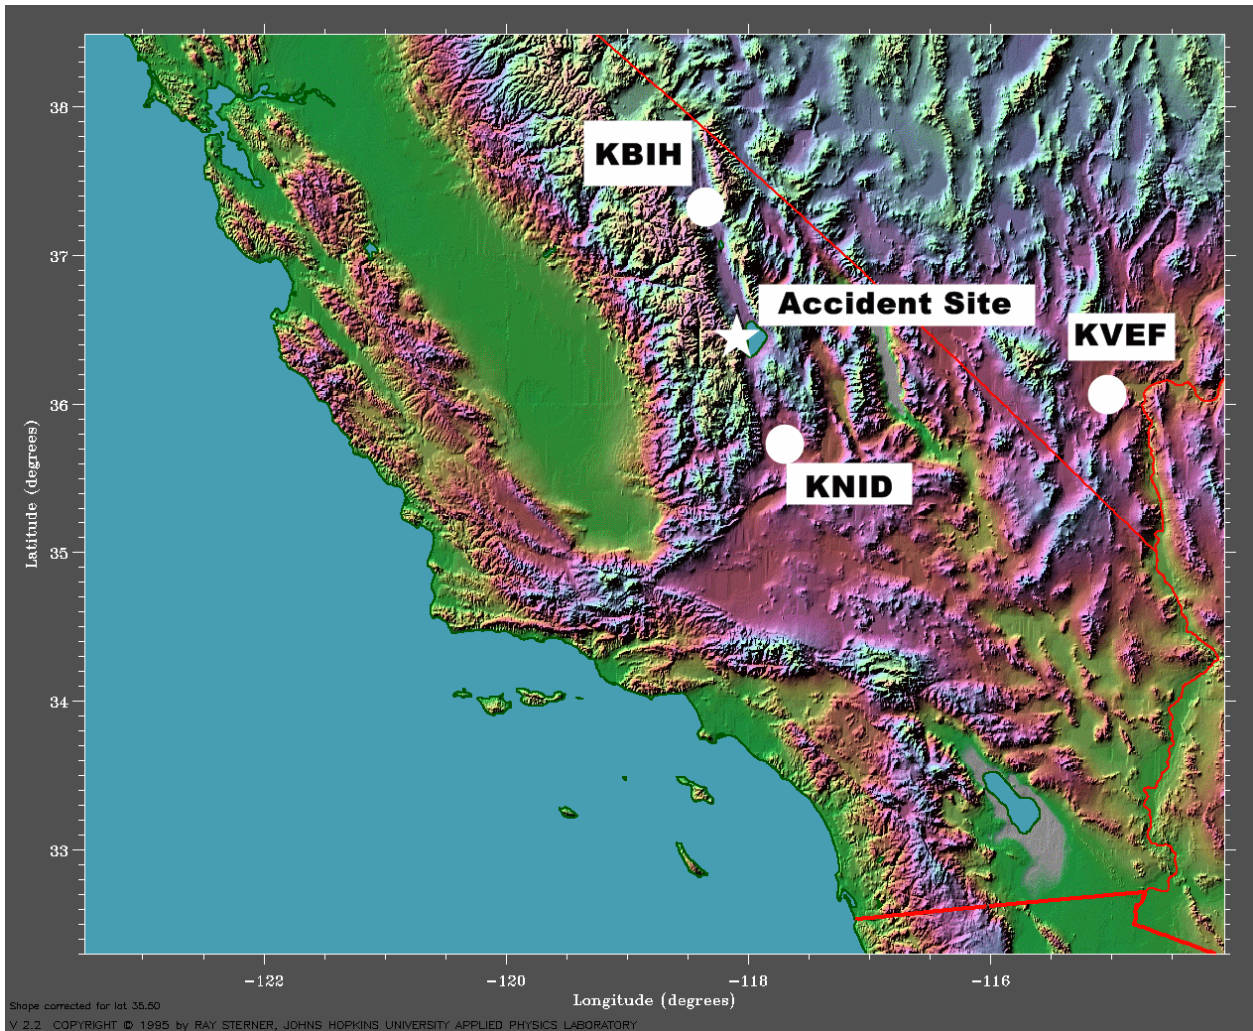 38
KBIH
37
Accident Site
KVEF
36
KNID
Latitude (degrees)
35
34
33
-122
-120
-118
-116
Longitude (degrees)
Shape corrected for lat 35.50
V 2.2 COPYRIGHT © 1995 by RAY STERNER, JOHNS HOPKINS UNIVERSITY APPLIED PHYSICS LABORATORY